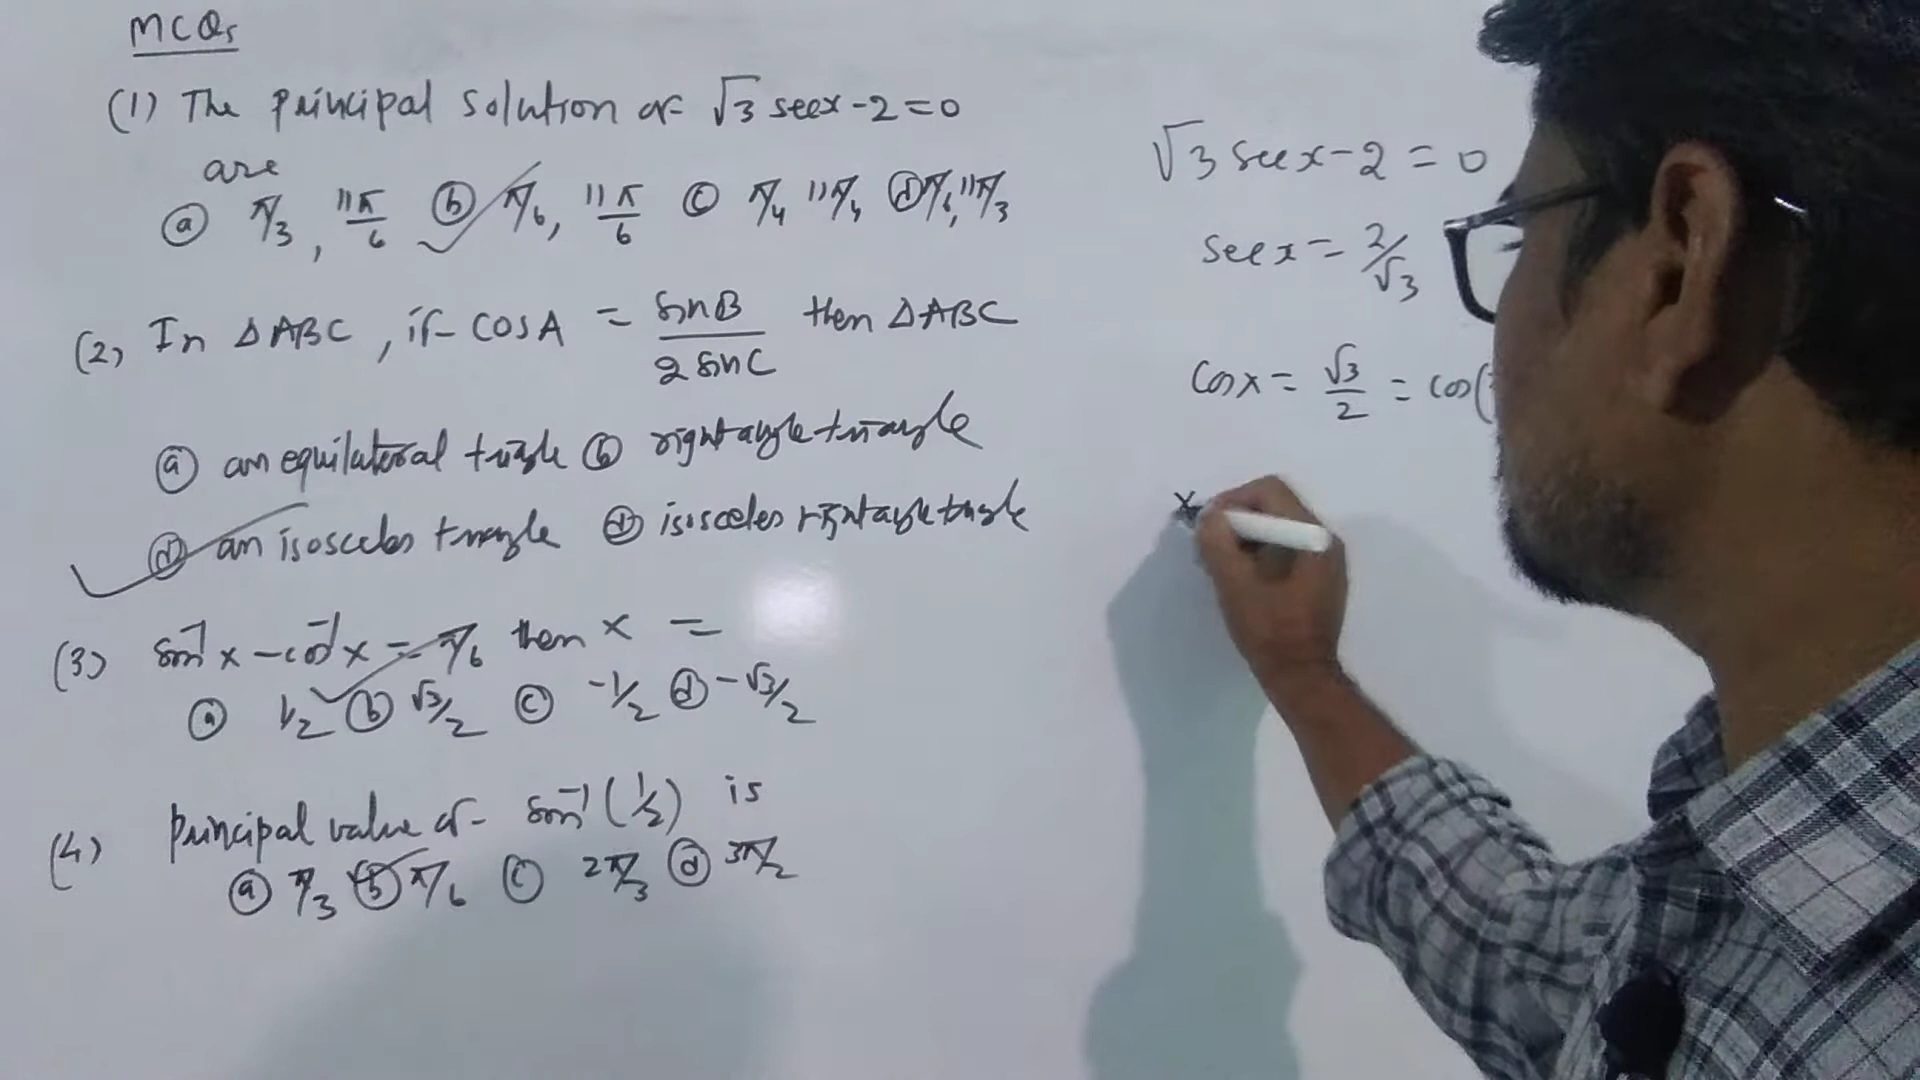 MCQs
(1) The principal solution of √3 secx - 2 = 0
are
ⓐ π/3, 11π/6 ⓑ π/6, 11π/6 ⓒ π/4 11π/4 ⓓ π/6, 11π/3
(2) In △ABC, if cosA = sinB / 2 sinC then △ABC
ⓐ an equilateral triangle ⓑ right angle triangle
ⓓ an isosceles triangle ⓓ isosceles right angle triangle
(3) sin⁻¹x - cos⁻¹x = π/6 then x =
ⓐ 1/2 ⓑ √3/2 ⓒ -1/2 ⓓ -√3/2
(4) Principal value of sin⁻¹(1/2) is
ⓐ π/3 ⓑ π/6 ⓒ 2π/3 ⓓ 3π/2
√3 secx - 2 = 0
secx = 2/√3
cosx = √3/2 = cos(
x